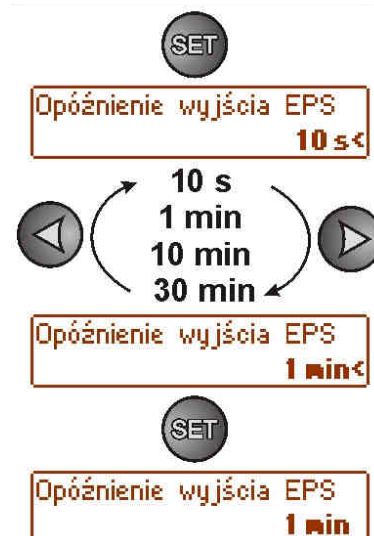 SET
Opóźnienie wyjścia EPS
10 s<
10 s
1 min
10 min
30 min
Opóźnienie wyjścia EPS
1 min<
SET
Opóźnienie wyjścia EPS
1 min